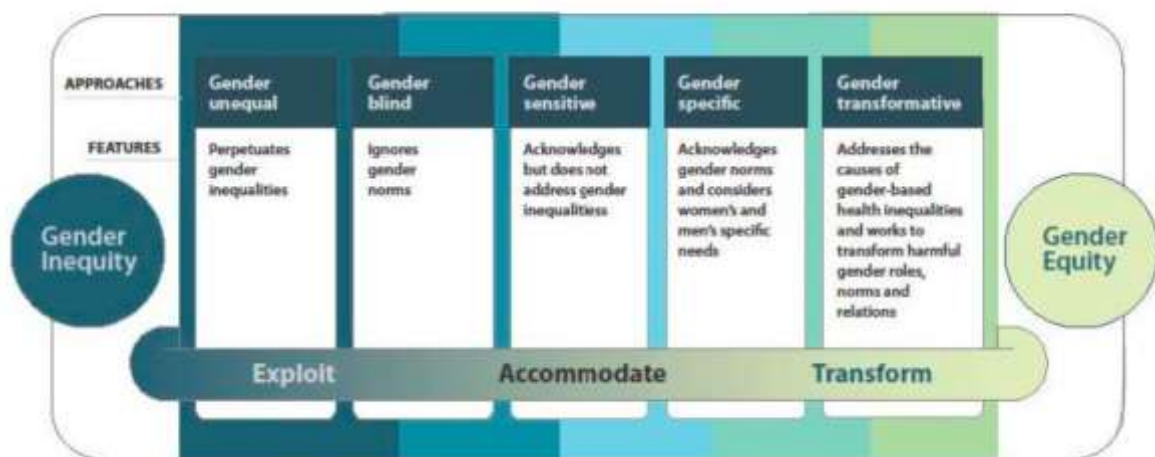 APPROACHES
Gender
unequal
Gender
blind
Gender
sensitive
Gender
specific
Gender
transformative
FEATURES
Perpetuates
gender
inequalities
Ignores
gender
norms
Acknowledges
but does not
address gender
inequalitiess
Acknowledges
gender norms
and considers
women's and
men's specific
needs
Addresses the
causes of
gender-based
health inequalities
and works to
transform harmful
gender roles,
norms and
relations
Gender
Inequity
Gender
Equity
Exploit
Accommodate
Transform